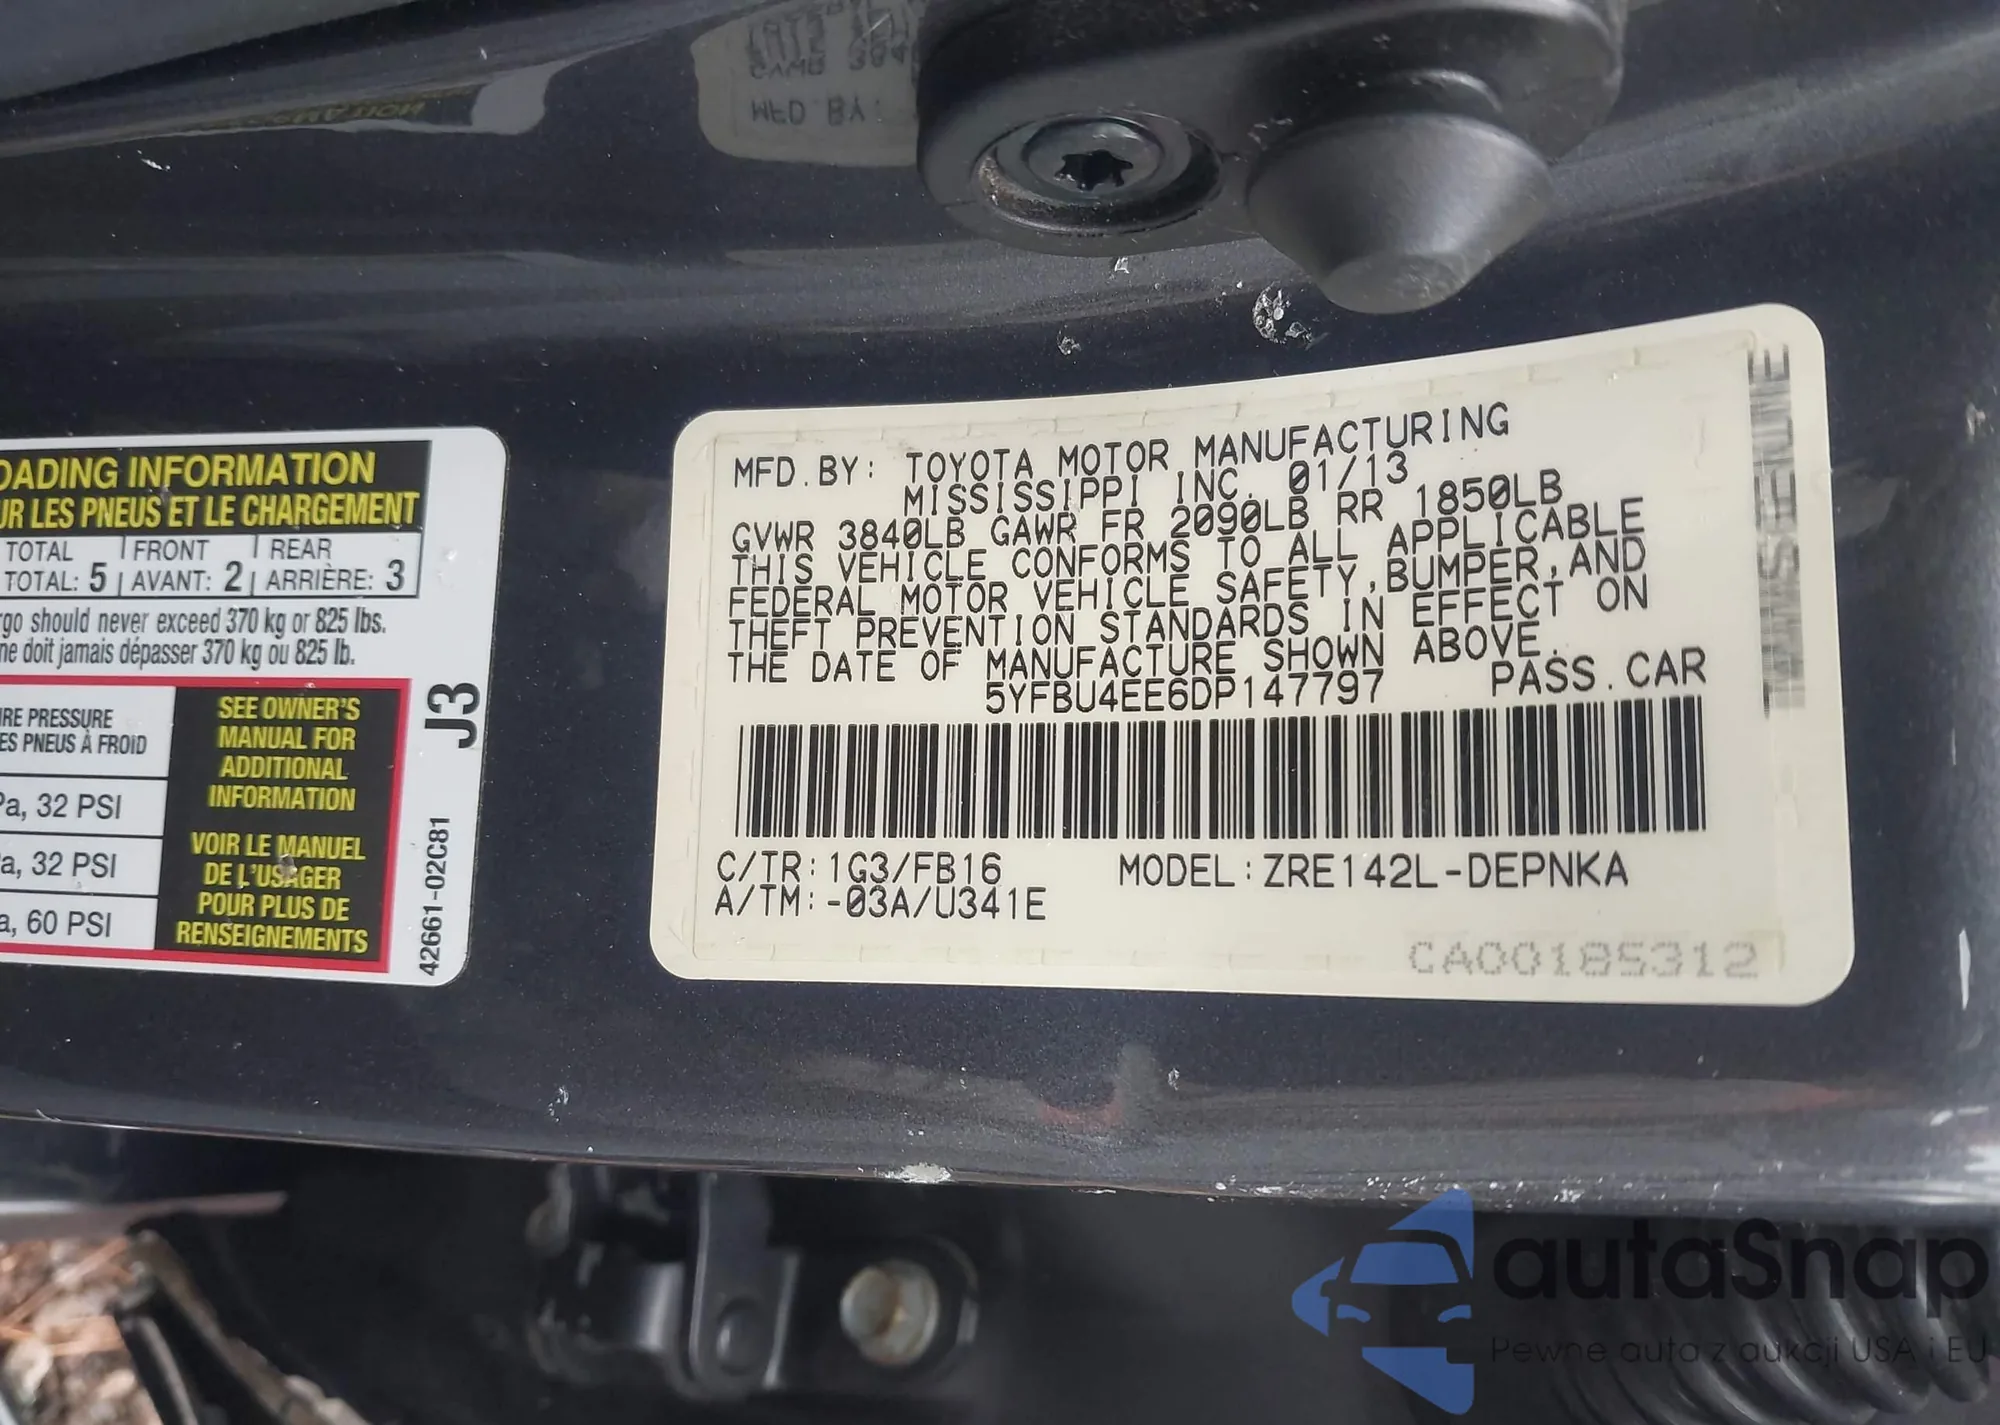 OADING INFORMATION
UR LES PNEUS ET LE CHARGEMENT
TOTAL FRONT REAR
TOTAL: 5 AVANT: 2 ARRIÈRE: 3
rgo should never exceed 370 kg or 825 lbs.
ne doit jamais dépasser 370 kg ou 825 lb.
IRE PRESSURE
ES PNEUS À FROID
Pa, 32 PSI
a, 32 PSI
a, 60 PSI
SEE OWNER'S
MANUAL FOR
ADDITIONAL
INFORMATION
VOIR LE MANUEL
DE L'USAGER
POUR PLUS DE
RENSEIGNEMENTS
J3
42661-02C81
MFD.BY: TOYOTA MOTOR MANUFACTURING
MISSISSIPPI INC. 01/13
GVWR 3840LB GAWR FR 2090LB RR 1850LB
THIS VEHICLE CONFORMS TO ALL APPLICABLE
FEDERAL MOTOR VEHICLE SAFETY,BUMPER,AND
THEFT PREVENTION STANDARDS IN EFFECT ON
THE DATE OF MANUFACTURE SHOWN ABOVE.
5YFBU4EE6DP147797 PASS.CAR
C/TR:1G3/FB16 MODEL:ZRE142L-DEPNKA
A/TM:-03A/U341E
CA00185312
autaSnap
Pewne auta z aukcji USA i EU